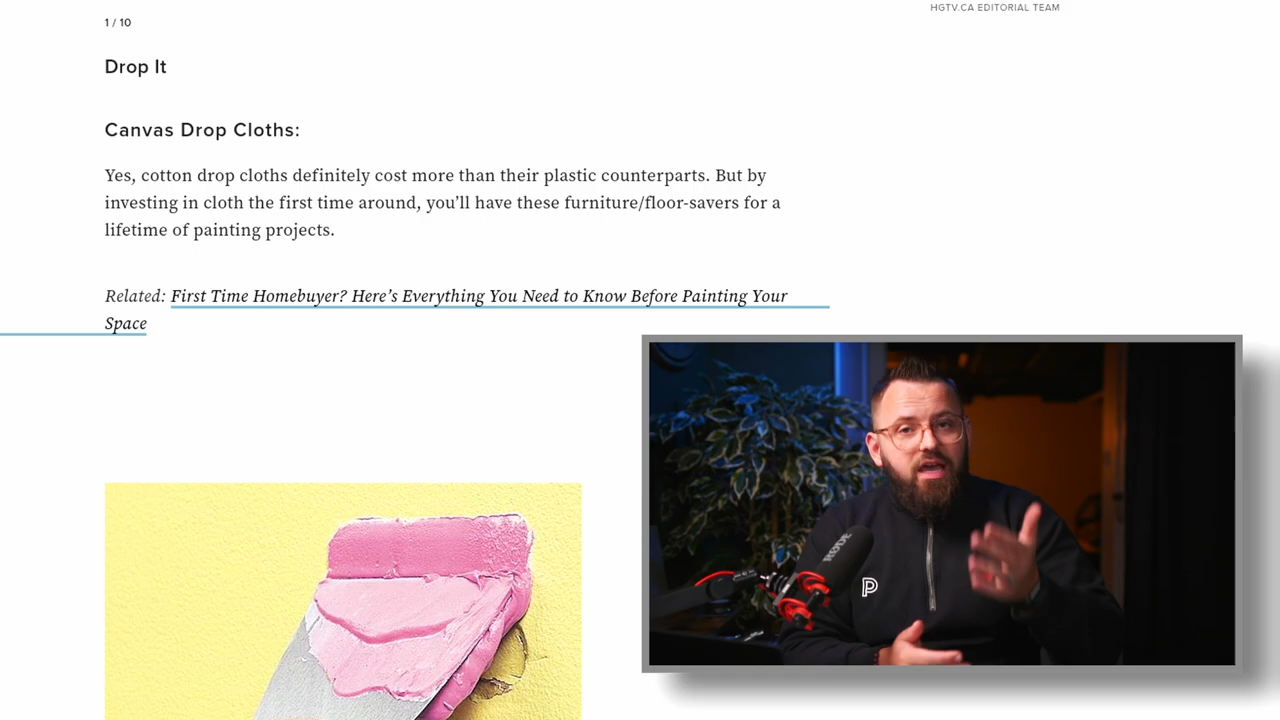 HGTV.CA EDITORIAL TEAM
1 / 10
Drop It
Canvas Drop Cloths:
Yes, cotton drop cloths definitely cost more than their plastic counterparts. But by
investing in cloth the first time around, you’ll have these furniture/floor-savers for a
lifetime of painting projects.
Related: First Time Homebuyer? Here’s Everything You Need to Know Before Painting Your
Space
RØDE
P